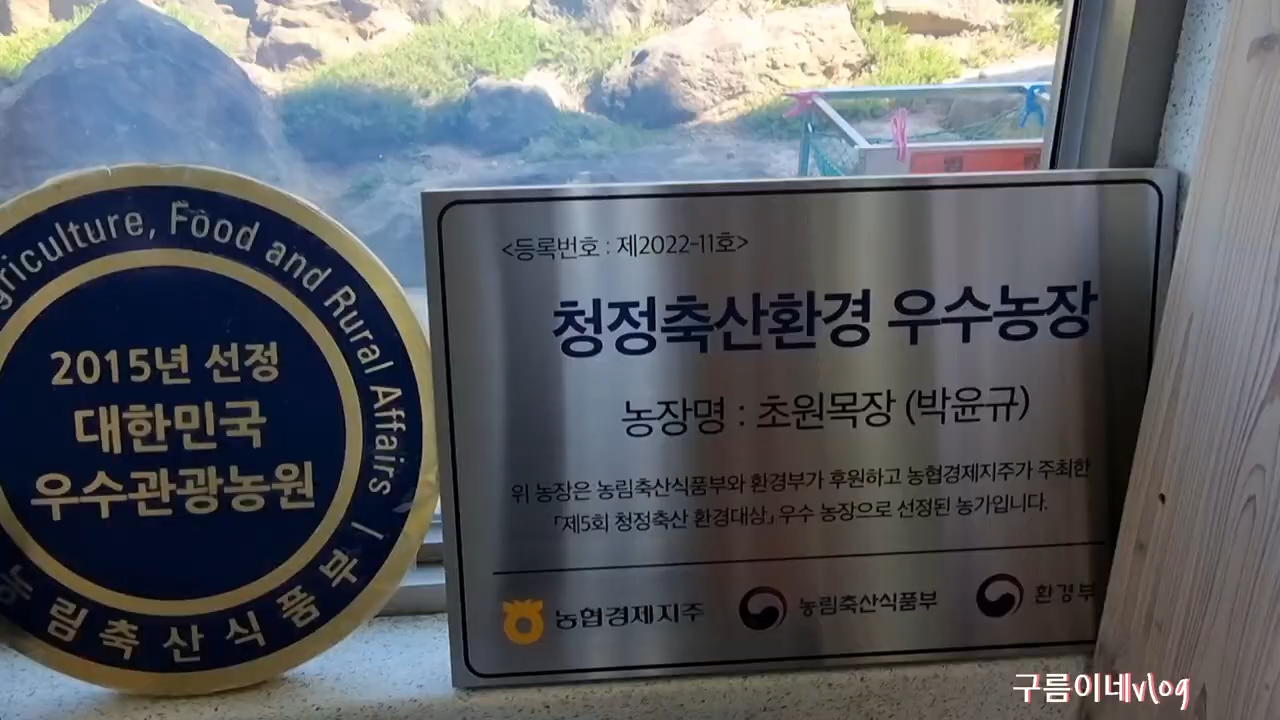 griculture, Food and Rural Affairs
2015년 선정
대한민국
우수관광농원
농림축산식품부
<등록번호 : 제2022-11호>
청정축산환경 우수농장
농장명 : 초원목장 (박윤규)
위 농장은 농림축산식품부와 환경부가 후원하고 농협경제지주가 주최한
「제5회 청정축산 환경대상」 우수 농장으로 선정된 농가입니다.
농협경제지주 농림축산식품부 환경부
구름이네vlog